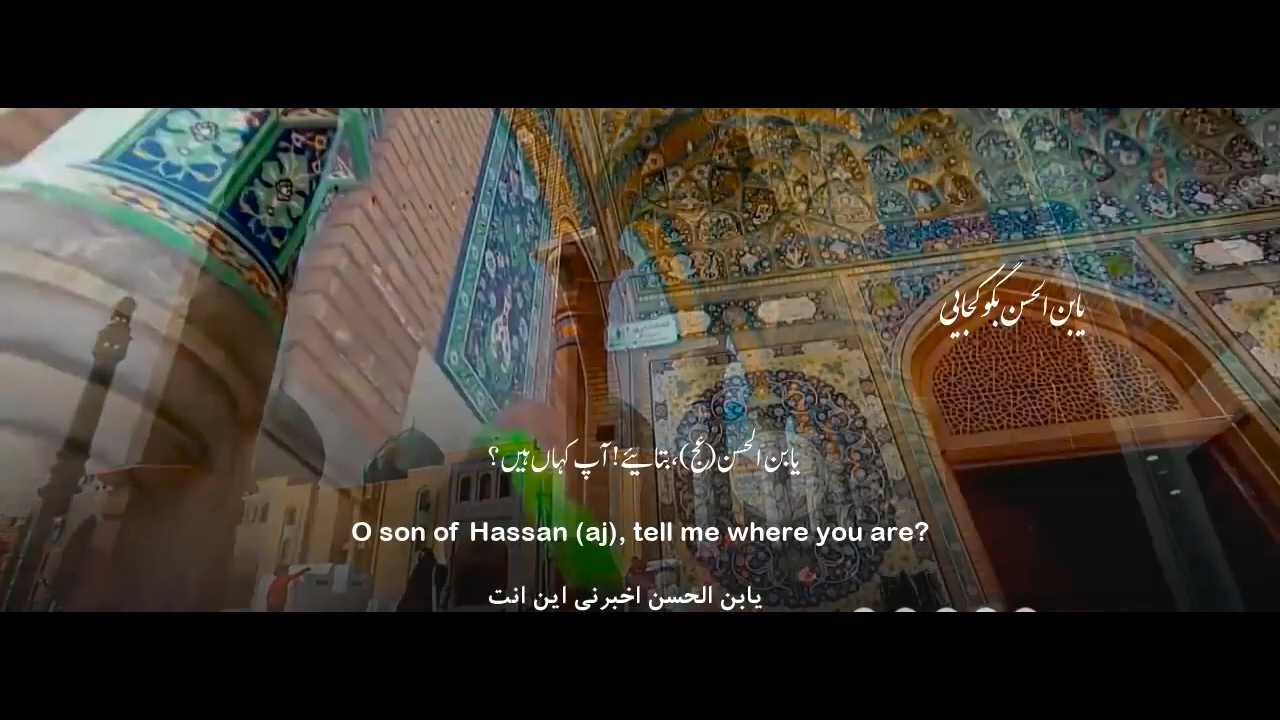 یابن الحسن بگو کجایی
یابن الحسن (عج)، بتائیے! آپ کہاں ہیں؟
O son of Hassan (aj), tell me where you are?
یابن الحسن اخبرنی این انت